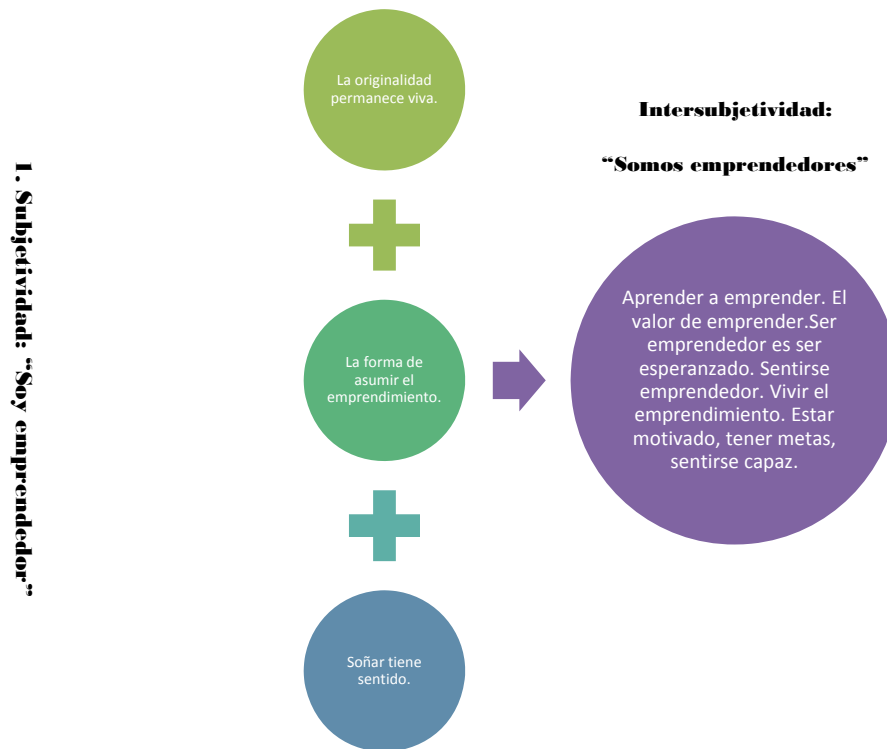 1. Subjetividad: “Soy emprendedor”
La originalidad
permanece viva.
La forma de
asumir el
emprendimiento.
Soñar tiene
sentido.
Intersubjetividad:
“Somos emprendedores”
Aprender a emprender. El
valor de emprender.Ser
emprendedor es ser
esperanzado. Sentirse
emprendedor. Vivir el
emprendimiento. Estar
motivado, tener metas,
sentirse capaz.